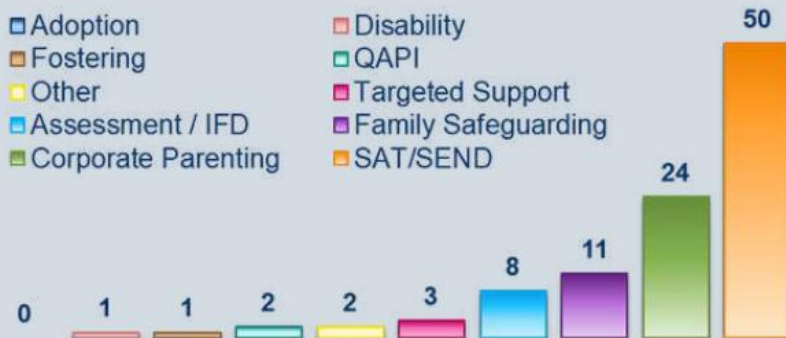 Adoption
Disability
Fostering
QAPI
Other
Targeted Support
Assessment / IFD
Family Safeguarding
Corporate Parenting
SAT/SEND
0
1
1
2
2
3
8
11
24
50